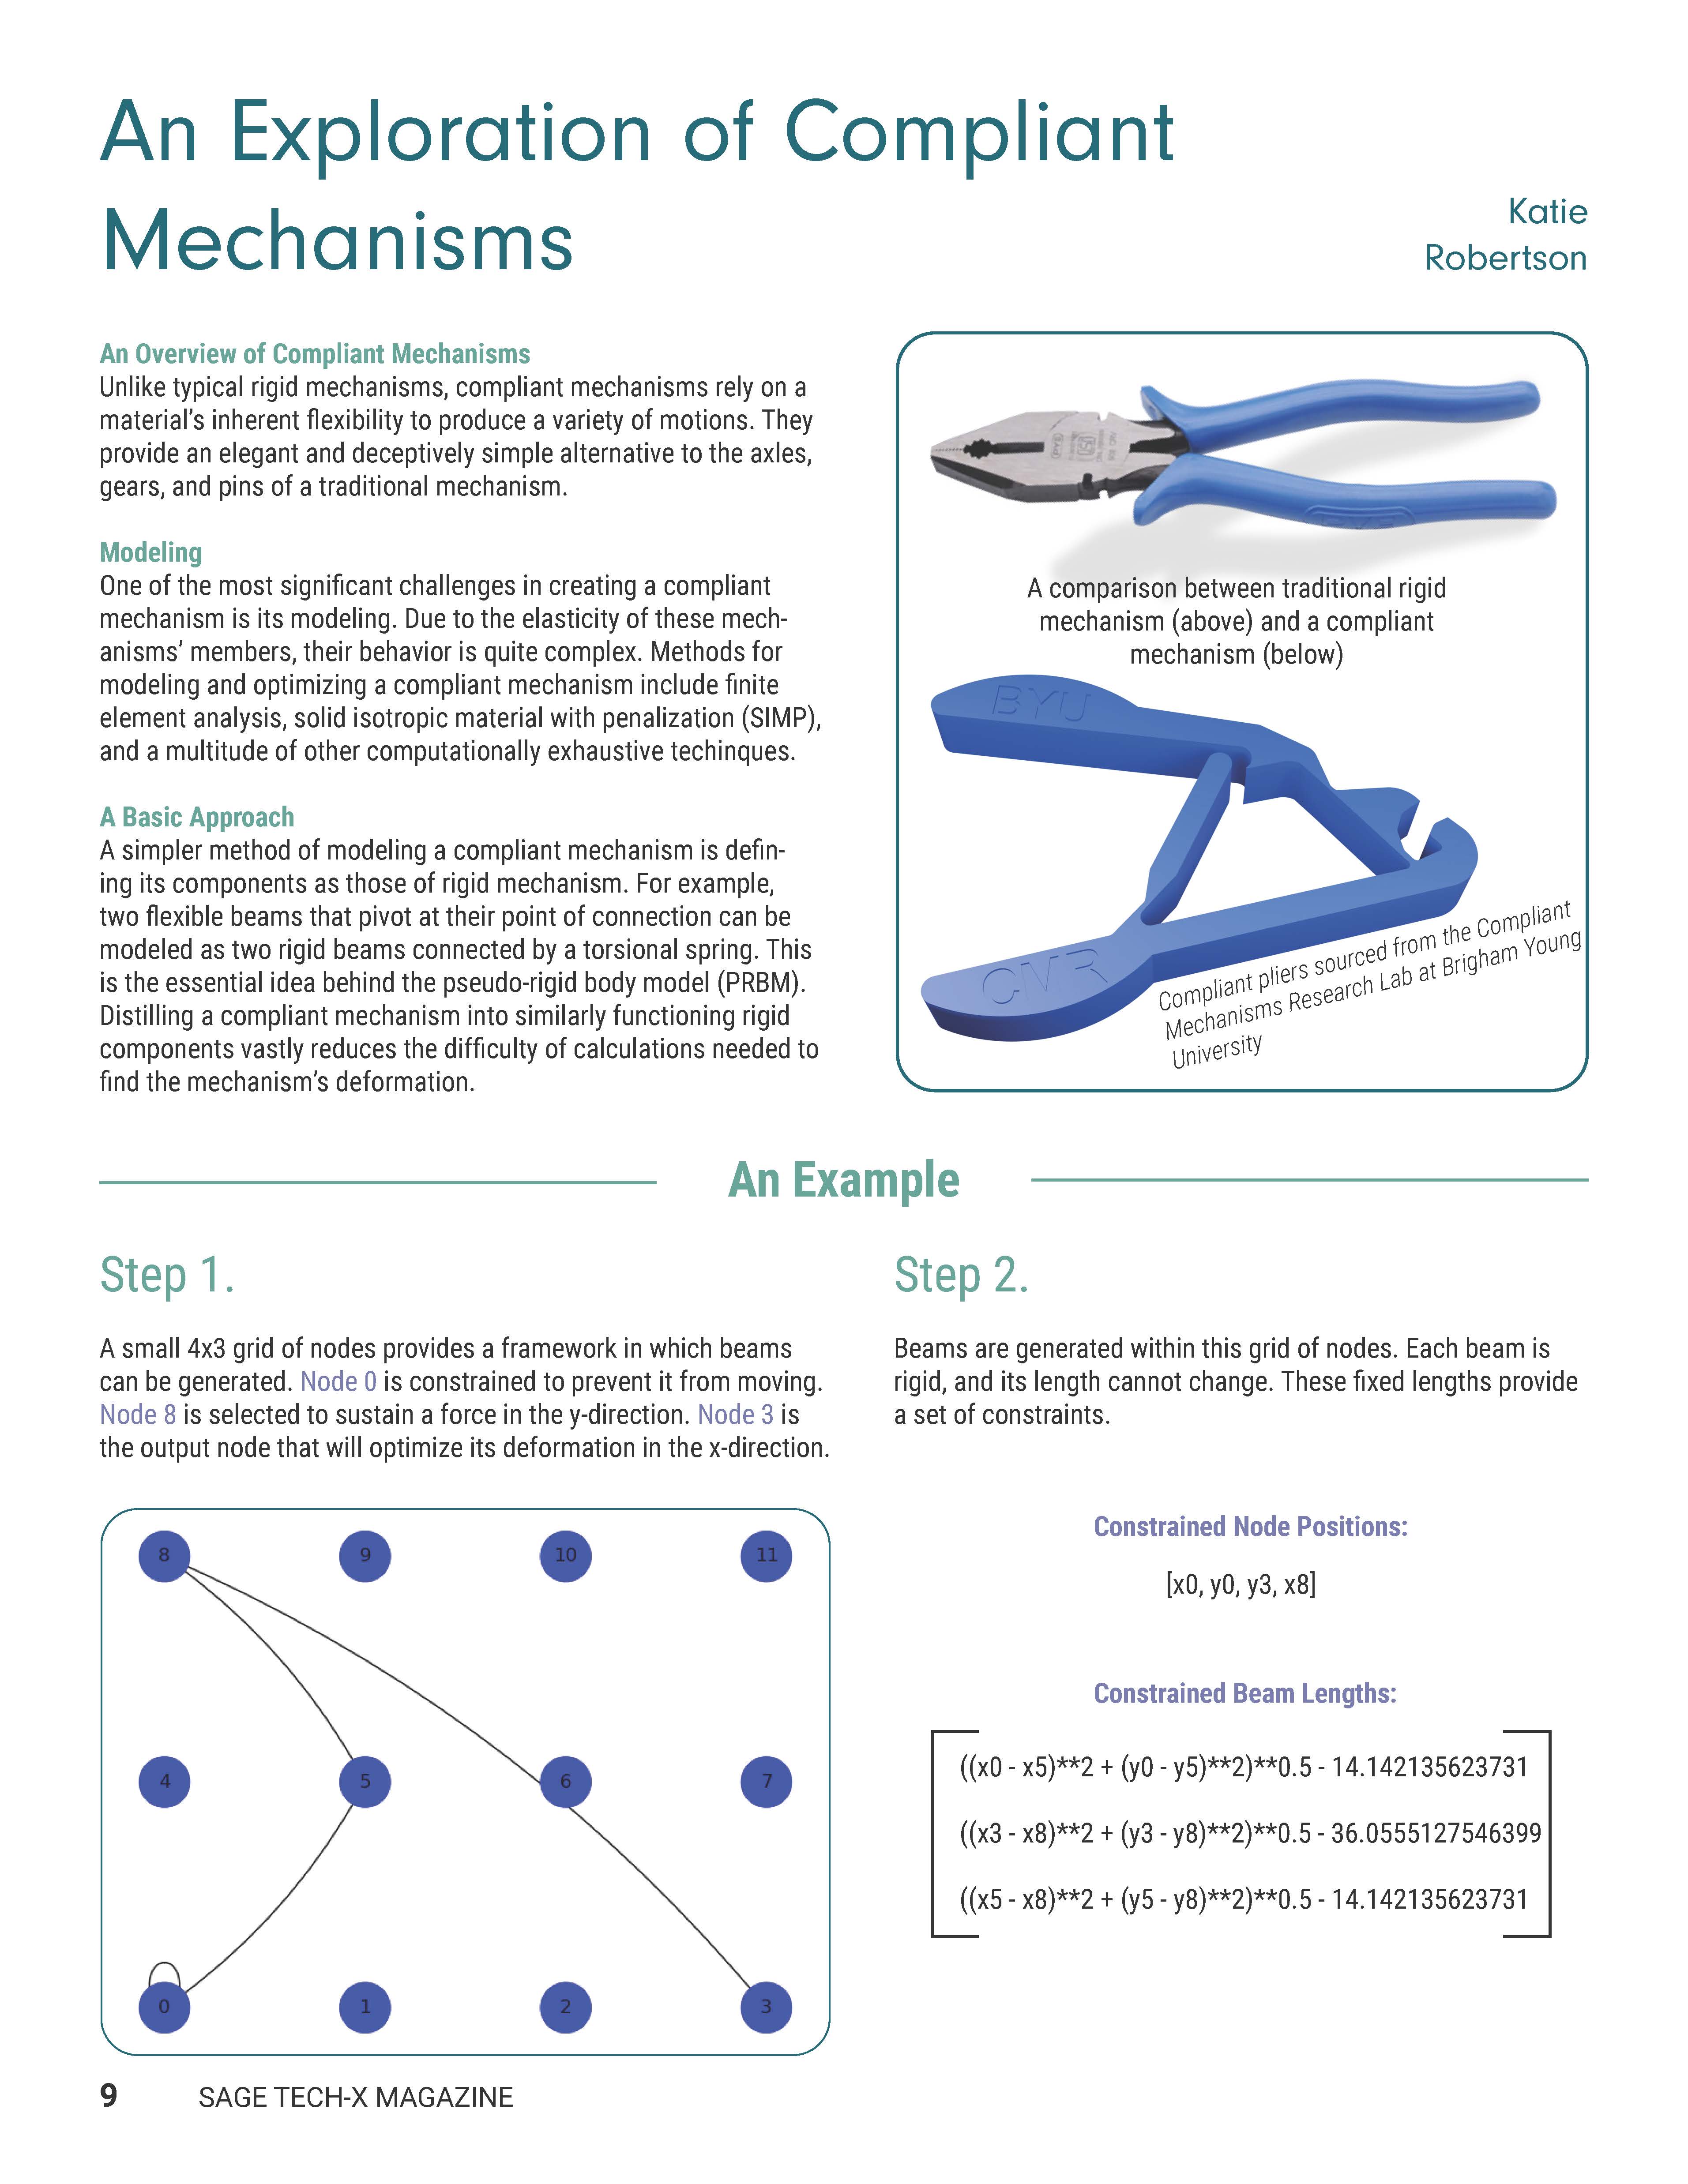 An Exploration of Compliant
Mechanisms
Katie
Robertson
An Overview of Compliant Mechanisms
Unlike typical rigid mechanisms, compliant mechanisms rely on a
material's inherent flexibility to produce a variety of motions. They
provide an elegant and deceptively simple alternative to the axles,
gears, and pins of a traditional mechanism.
Modeling
One of the most significant challenges in creating a compliant
mechanism is its modeling. Due to the elasticity of these mech-
anisms' members, their behavior is quite complex. Methods for
modeling and optimizing a compliant mechanism include finite
element analysis, solid isotropic material with penalization (SIMP),
and a multitude of other computationally exhaustive techinques.
A Basic Approach
A simpler method of modeling a compliant mechanism is defin-
ing its components as those of rigid mechanism. For example,
two flexible beams that pivot at their point of connection can be
modeled as two rigid beams connected by a torsional spring. This
is the essential idea behind the pseudo-rigid body model (PRBM).
Distilling a compliant mechanism into similarly functioning rigid
components vastly reduces the difficulty of calculations needed to
find the mechanism's deformation.
A comparison between traditional rigid
mechanism (above) and a compliant
mechanism (below)
BYU
CMR
Compliant pliers sourced from the Compliant
Mechanisms Research Lab at Brigham Young
University
An Example
Step 1.
A small 4x3 grid of nodes provides a framework in which beams
can be generated. Node 0 is constrained to prevent it from moving.
Node 8 is selected to sustain a force in the y-direction. Node 3 is
the output node that will optimize its deformation in the x-direction.
8 9 10 11
4 5 6 7
0 1 2 3
Step 2.
Beams are generated within this grid of nodes. Each beam is
rigid, and its length cannot change. These fixed lengths provide
a set of constraints.
Constrained Node Positions:
[x0, y0, y3, x8]
Constrained Beam Lengths:
((x0 - x5)**2 + (y0 - y5)**2)**0.5 - 14.142135623731
((x3 - x8)**2 + (y3 - y8)**2)**0.5 - 36.0555127546399
((x5 - x8)**2 + (y5 - y8)**2)**0.5 - 14.142135623731
9 SAGE TECH-X MAGAZINE